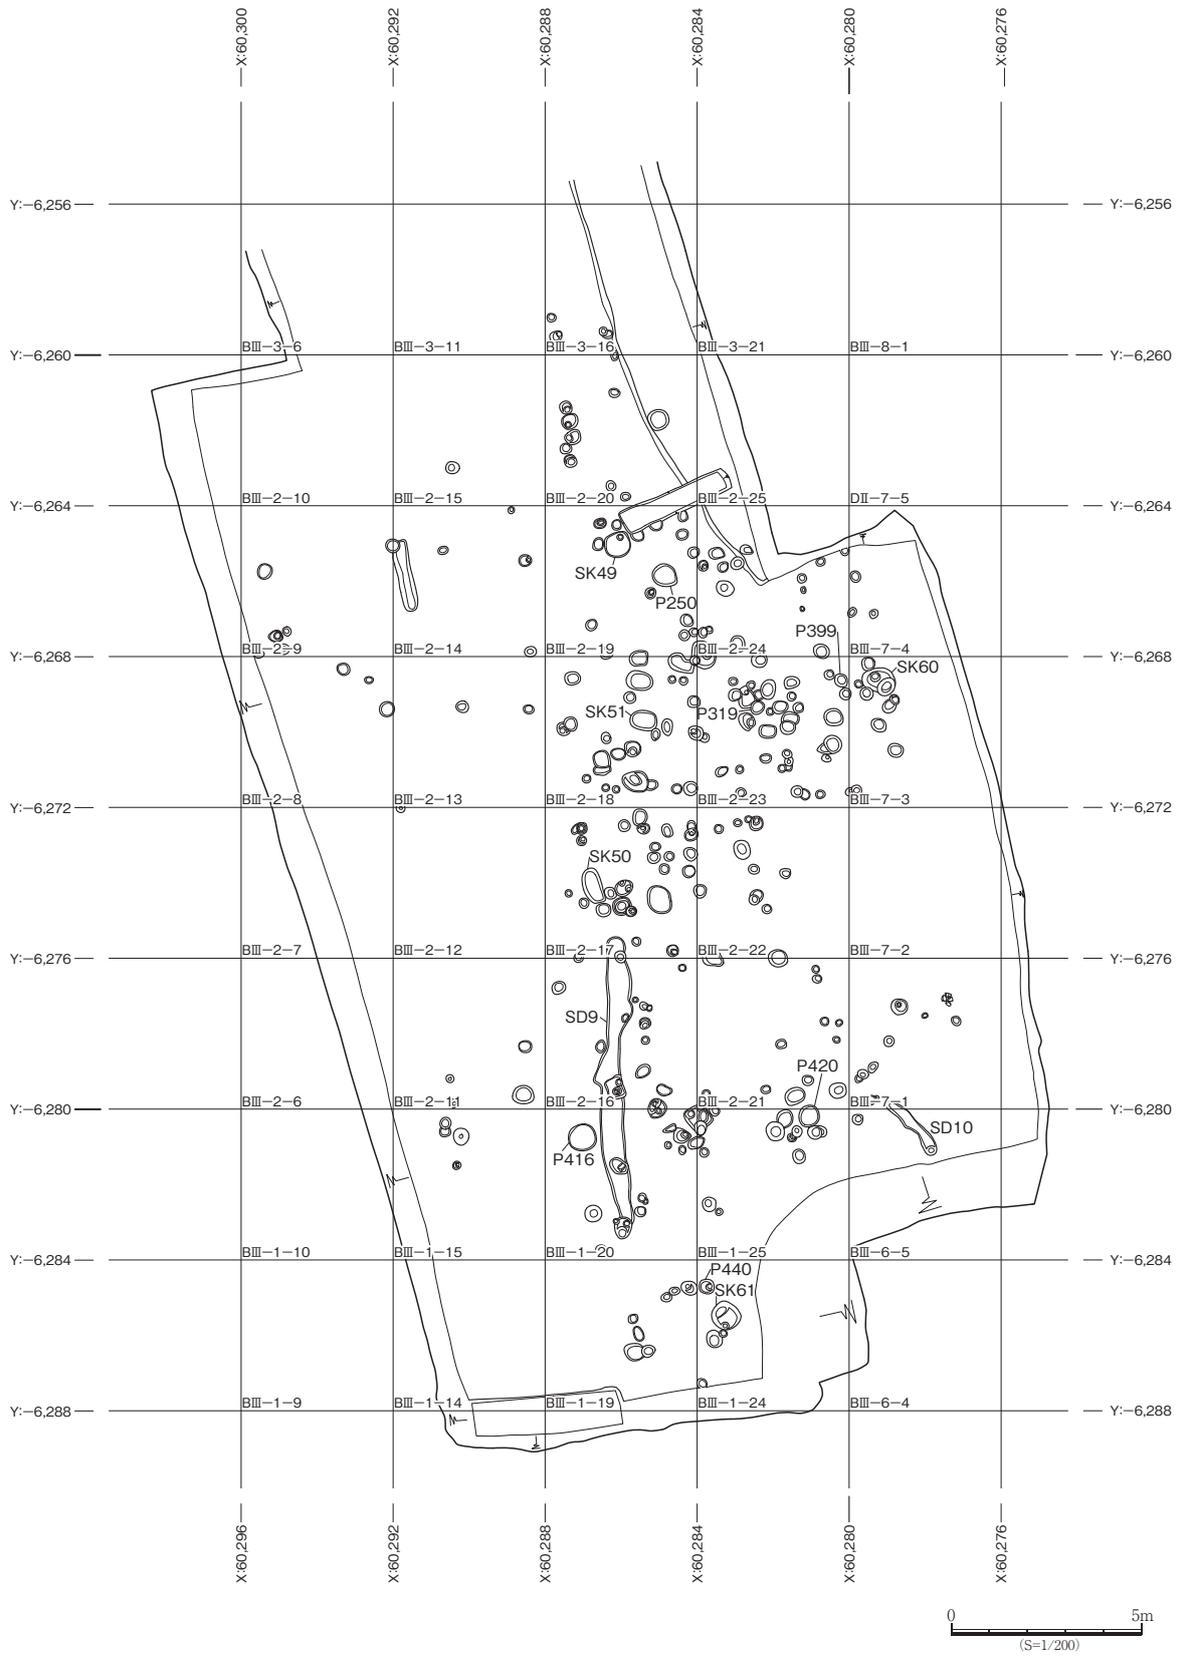 X:60,300
X:60,292
X:60,288
X:60,284
X:60,280
X:60,276
Y:−6,256
Y:−6,256
Y:−6,260
BⅢ−3−6
BⅢ−3−11
BⅢ−3−16
BⅢ−3−21
BⅢ−8−1
Y:−6,260
Y:−6,264
BⅢ−2−10
BⅢ−2−15
BⅢ−2−20
BⅢ−2−25
DⅡ−7−5
Y:−6,264
SK49
P250
P399
Y:−6,268
BⅢ−2−9
BⅢ−2−14
BⅢ−2−19
BⅢ−2−24
BⅢ−7−4
Y:−6,268
SK60
SK51
P319
Y:−6,272
BⅢ−2−8
BⅢ−2−13
BⅢ−2−18
BⅢ−2−23
BⅢ−7−3
Y:−6,272
SK50
Y:−6,276
BⅢ−2−7
BⅢ−2−12
BⅢ−2−17
BⅢ−2−22
BⅢ−7−2
Y:−6,276
SD9
P420
Y:−6,280
BⅢ−2−6
BⅢ−2−11
BⅢ−2−16
BⅢ−2−21
BⅢ−7−1
Y:−6,280
SD10
P416
Y:−6,284
BⅢ−1−10
BⅢ−1−15
BⅢ−1−20
BⅢ−1−25
BⅢ−6−5
Y:−6,284
P440
SK61
Y:−6,288
BⅢ−1−9
BⅢ−1−14
BⅢ−1−19
BⅢ−1−24
BⅢ−6−4
Y:−6,288
X:60,296
X:60,292
X:60,288
X:60,284
X:60,280
X:60,276
0
5m
(S=1/200)